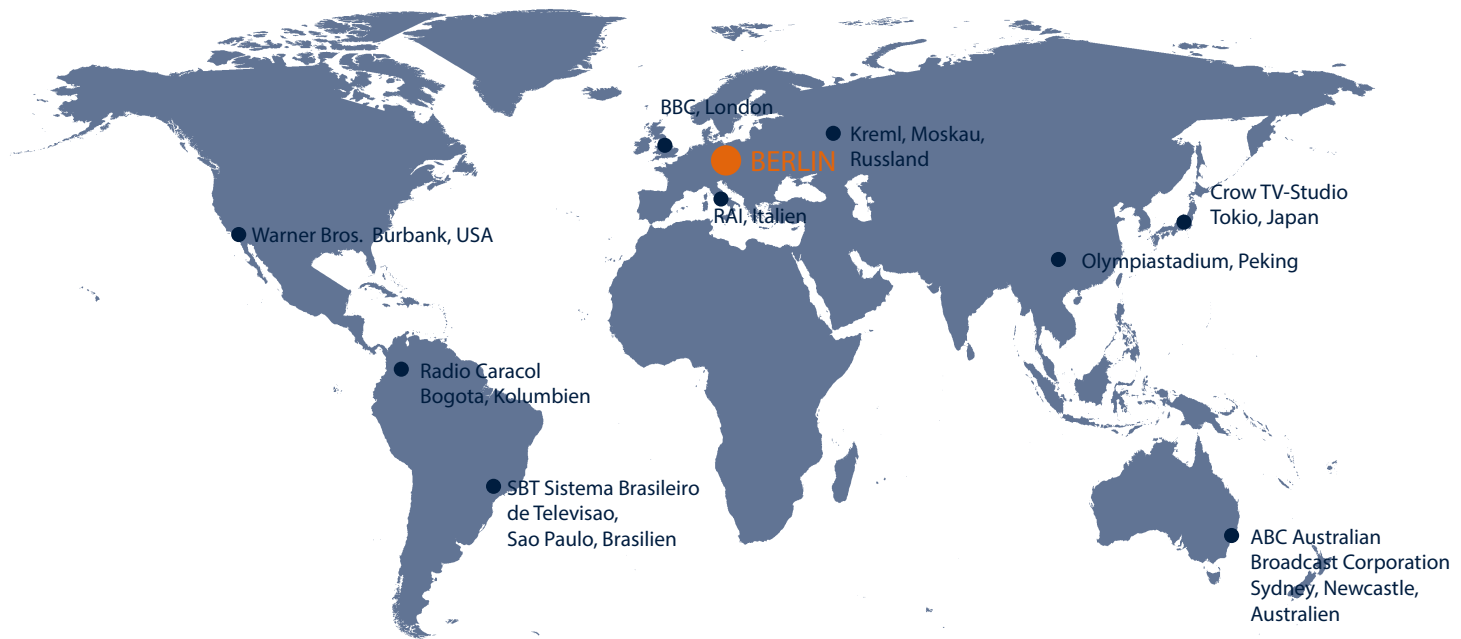 BBC, London
Kreml, Moskau,
Russland
BERLIN
Crow TV-Studio
Tokio, Japan
RAI, Italien
Warner Bros.  Burbank, USA
Olympiastadium, Peking
Radio Caracol
Bogota, Kolumbien
SBT Sistema Brasileiro
de Televisao,
Sao Paulo, Brasilien
ABC Australian
Broadcast Corporation
Sydney, Newcastle,
Australien